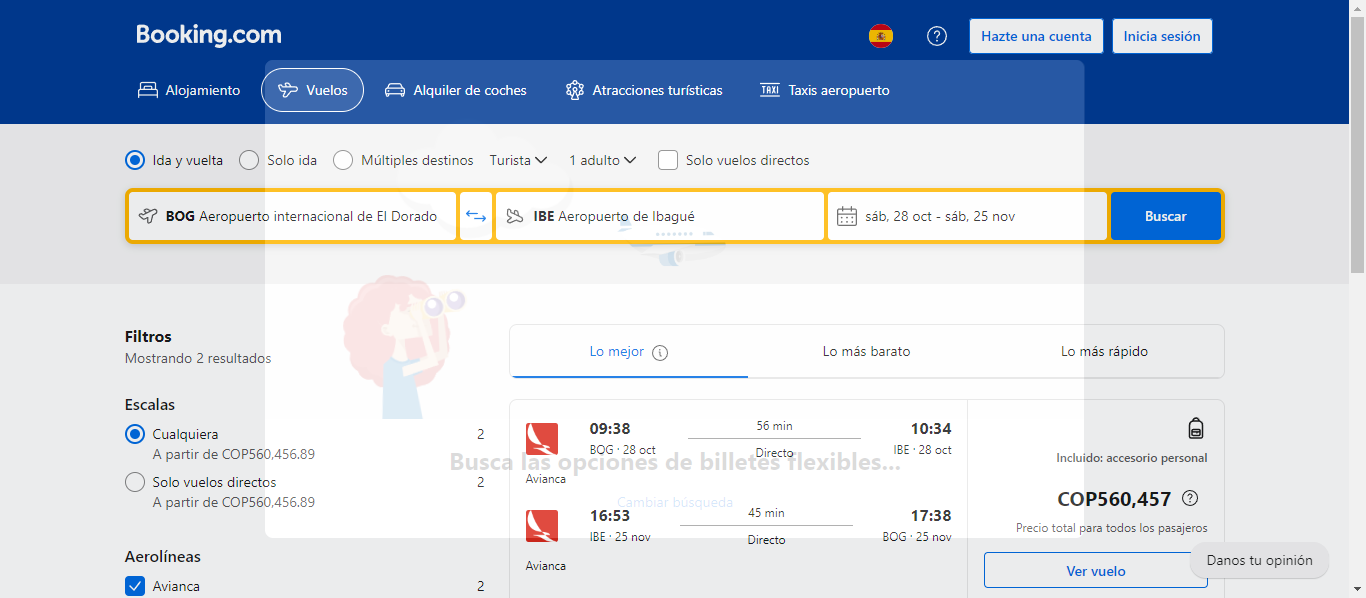 Booking.com
Hazte una cuenta
Inicia sesión
Alojamiento
Vuelos
Alquiler de coches
Atracciones turísticas
TAXI Taxis aeropuerto
Ida y vuelta
Solo ida
Múltiples destinos
Turista
1 adulto
Solo vuelos directos
BOG Aeropuerto internacional de El Dorado
IBE Aeropuerto de Ibagué
sáb, 28 oct - sáb, 25 nov
Buscar
Filtros
Mostrando 2 resultados
Escalas
Cualquiera 2
A partir de COP560,456.89
Solo vuelos directos 2
A partir de COP560,456.89
Aerolíneas
Avianca 2
Lo mejor
Lo más barato
Lo más rápido
09:38
BOG · 28 oct
56 min
Directo
10:34
IBE · 28 oct
Avianca
Busca las opciones de billetes flexibles...
Cambiar búsqueda
16:53
IBE · 25 nov
45 min
Directo
17:38
BOG · 25 nov
Avianca
Incluido: accesorio personal
COP560,457
Precio total para todos los pasajeros
Ver vuelo
Danos tu opinión